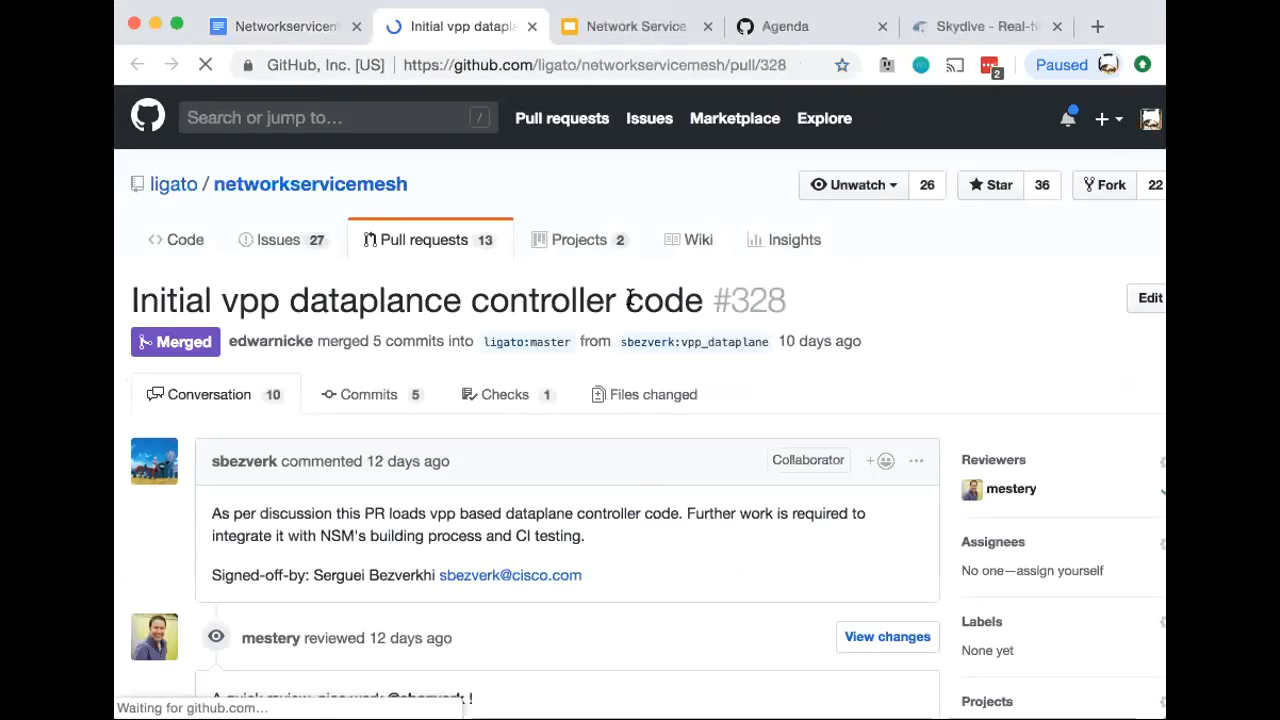 Networkservicen
Initial vpp datapla
Network Service
Agenda
Skydive - Real-ti
GitHub, Inc. [US] | https://github.com/ligato/networkservicemesh/pull/328
2
Paused
Search or jump to… /
Pull requests Issues Marketplace Explore
ligato / networkservicemesh
Unwatch 26 Star 36 Fork 22
Code Issues 27 Pull requests 13 Projects 2 Wiki Insights
Initial vpp dataplance controller code #328
Edit
Merged edwarnicke merged 5 commits into ligato:master from sbezverk:vpp_dataplane 10 days ago
Conversation 10 Commits 5 Checks 1 Files changed
sbezverk commented 12 days ago
Collaborator
As per discussion this PR loads vpp based dataplane controller code. Further work is required to
integrate it with NSM's building process and CI testing.
Signed-off-by: Serguei Bezverkhi sbezverk@cisco.com
mestery reviewed 12 days ago
View changes
A quick review, nice work @sbezverk !
Reviewers
mestery
Assignees
No one—assign yourself
Labels
None yet
Projects
Waiting for github.com…